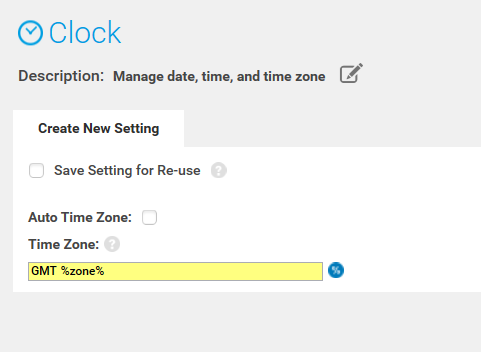 Clock
Description: Manage date, time, and time zone
Create New Setting
Save Setting for Re-use ?
Auto Time Zone:
Time Zone: ?
GMT %zone% %